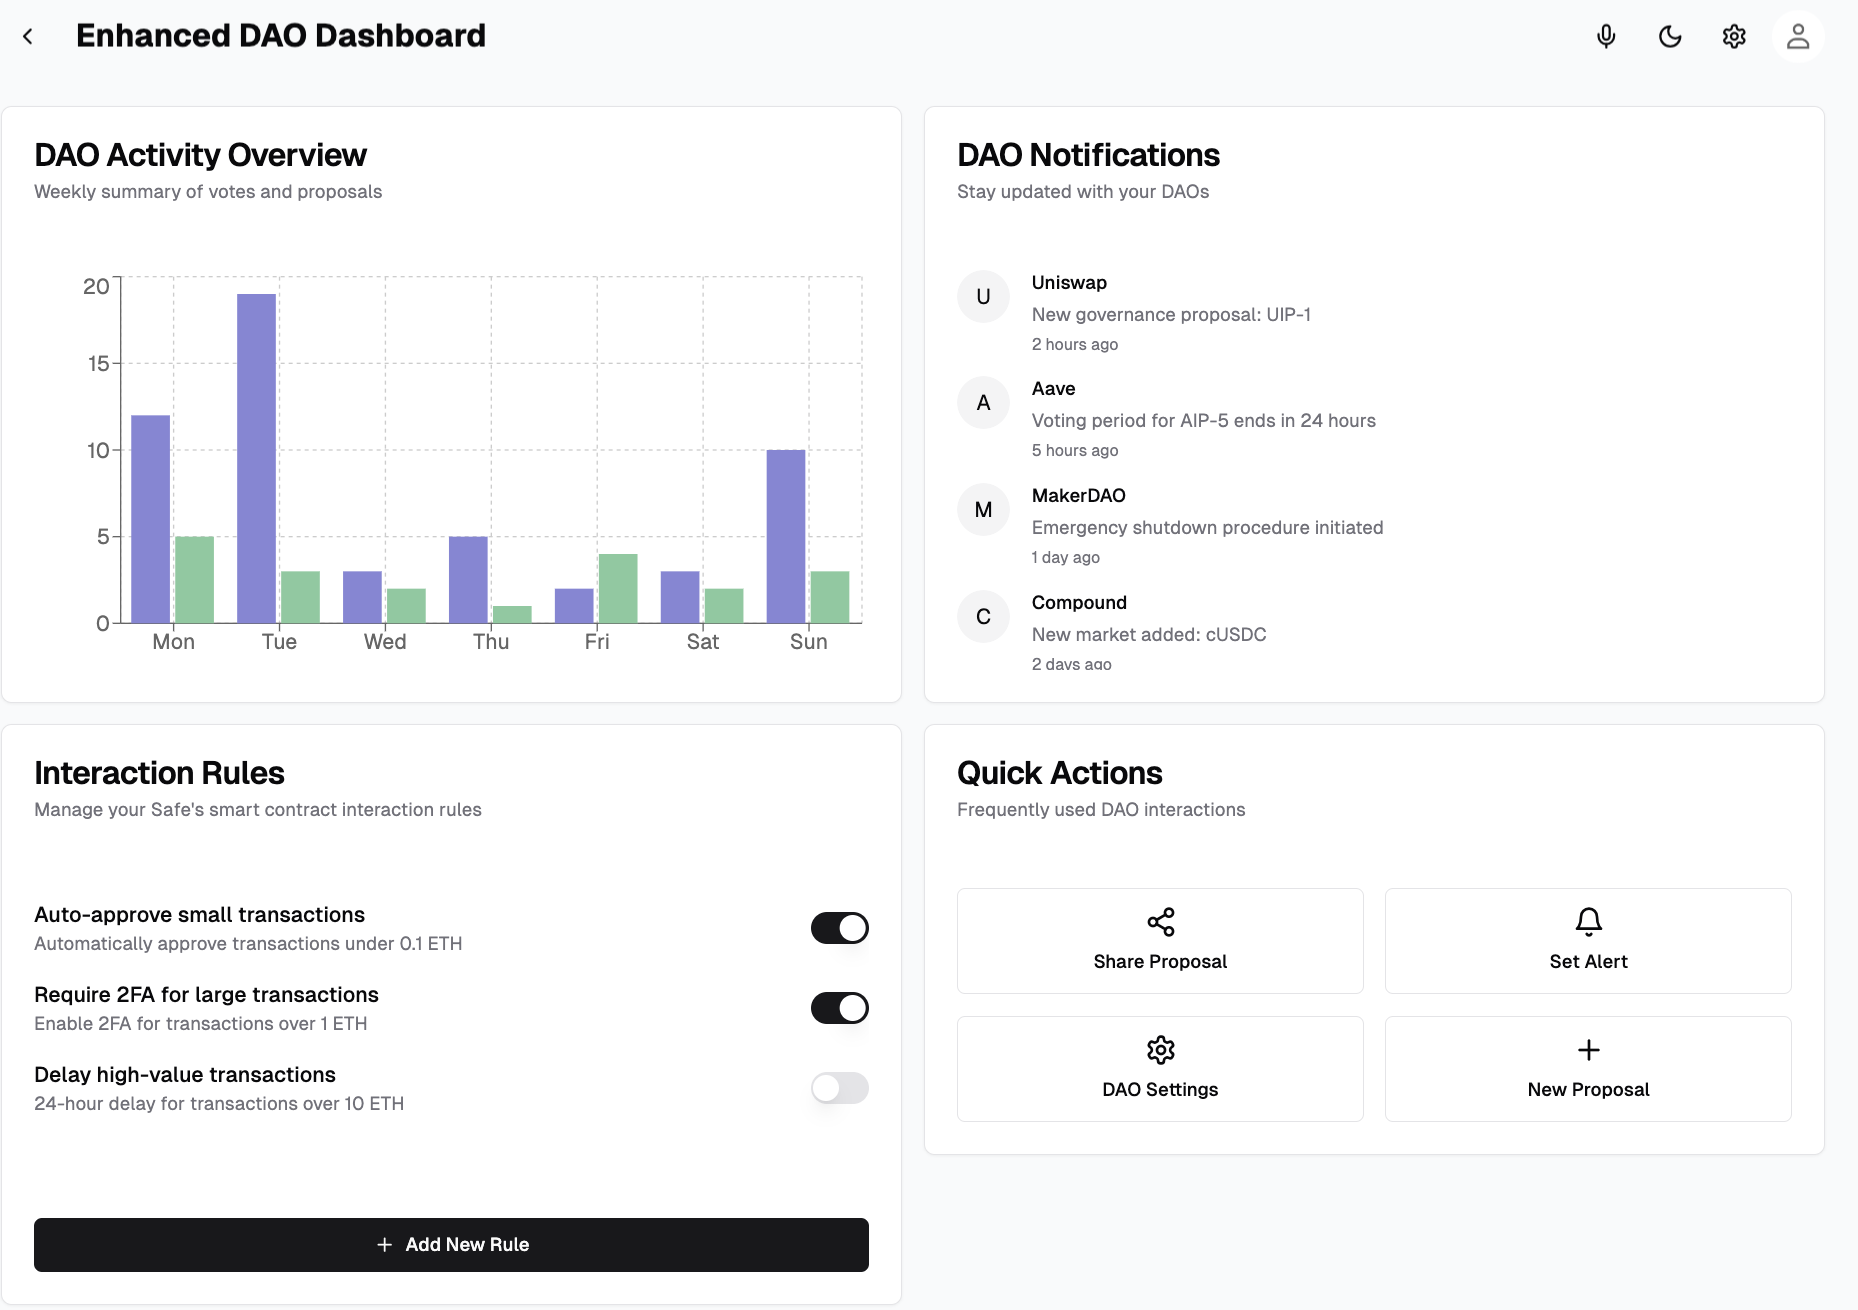 Enhanced DAO Dashboard
DAO Activity Overview
Weekly summary of votes and proposals
20
15
10
5
0
Mon Tue Wed Thu Fri Sat Sun
DAO Notifications
Stay updated with your DAOs
U
Uniswap
New governance proposal: UIP-1
2 hours ago
A
Aave
Voting period for AIP-5 ends in 24 hours
5 hours ago
M
MakerDAO
Emergency shutdown procedure initiated
1 day ago
C
Compound
New market added: cUSDC
2 days ago
Interaction Rules
Manage your Safe's smart contract interaction rules
Auto-approve small transactions
Automatically approve transactions under 0.1 ETH
Require 2FA for large transactions
Enable 2FA for transactions over 1 ETH
Delay high-value transactions
24-hour delay for transactions over 10 ETH
Add New Rule
Quick Actions
Frequently used DAO interactions
Share Proposal
Set Alert
DAO Settings
New Proposal